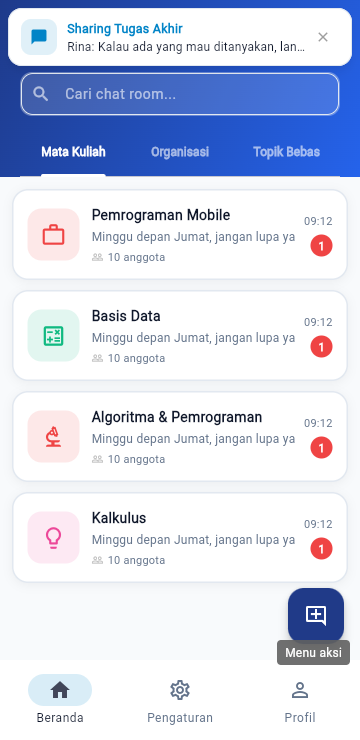 Sharing Tugas Akhir
Rina: Kalau ada yang mau ditanyakan, lan...
Cari chat room...
Mata Kuliah
Organisasi
Topik Bebas
Pemrograman Mobile
09:12
Minggu depan Jumat, jangan lupa ya
1
10 anggota
Basis Data
09:12
Minggu depan Jumat, jangan lupa ya
1
10 anggota
Algoritma & Pemrograman
09:12
Minggu depan Jumat, jangan lupa ya
1
10 anggota
Kalkulus
09:12
Minggu depan Jumat, jangan lupa ya
1
10 anggota
Menu aksi
Beranda
Pengaturan
Profil